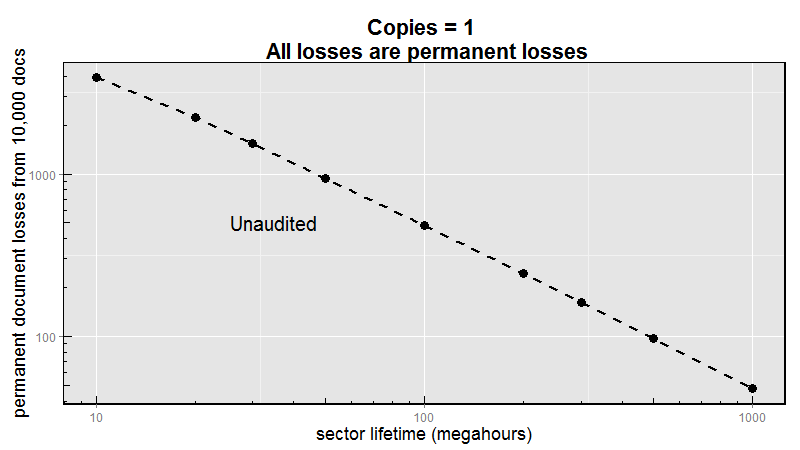 Copies = 1
All losses are permanent losses
permanent document losses from 10,000 docs
1000
100
Unaudited
10
100
1000
sector lifetime (megahours)